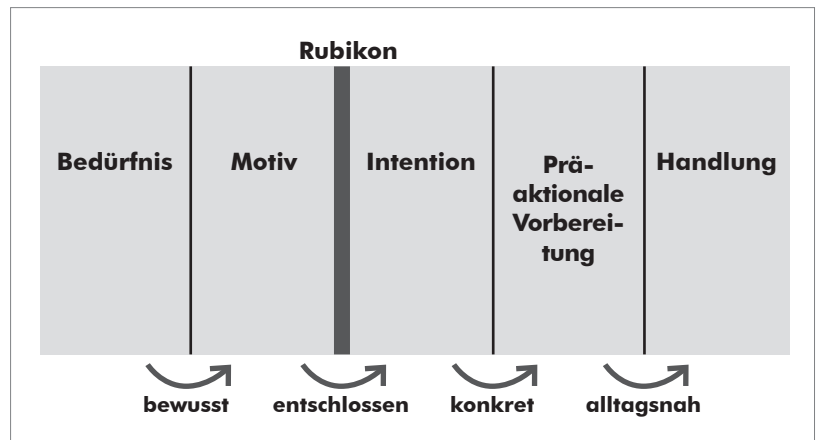 Rubikon
Bedürfnis
Motiv
Intention
Prä-
aktionale
Vorberei-
tung
Handlung
bewusst
entschlossen
konkret
alltagsnah